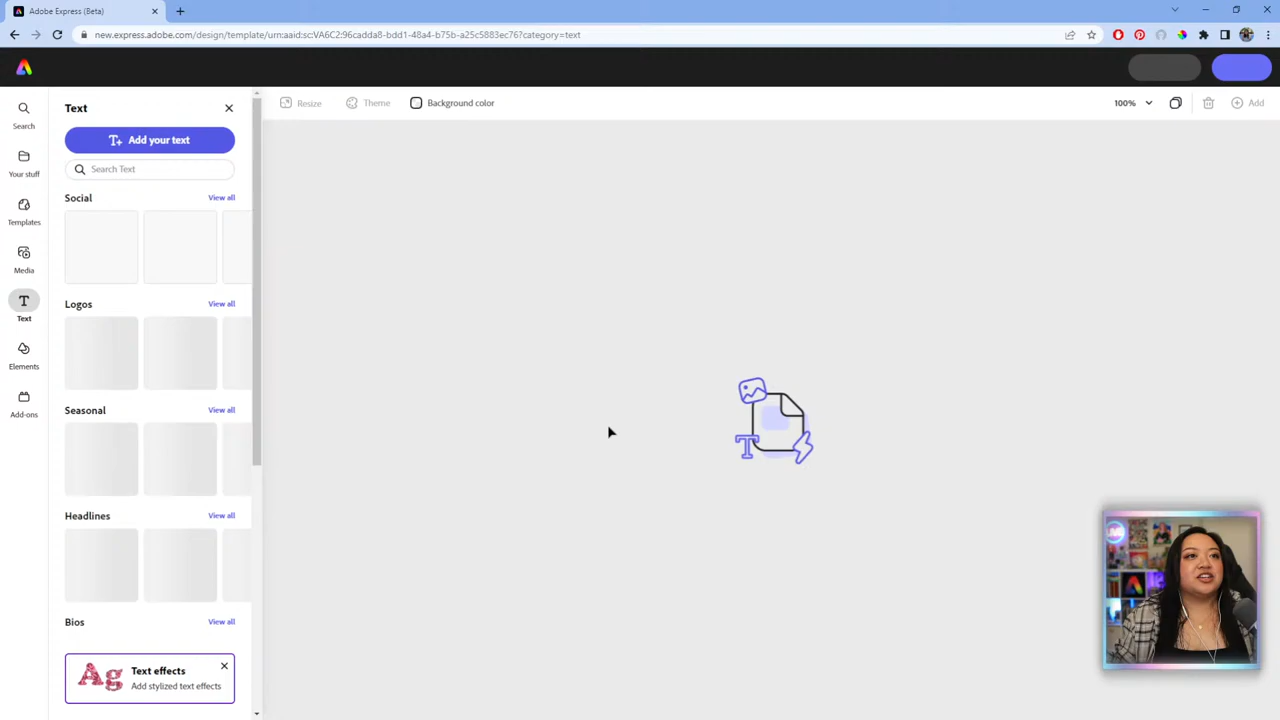 Adobe Express (Beta)
new.express.adobe.com/design/template/urn:aaid:sc:VA6C2:96cadda8-bdd1-48a4-b75b-a25c5883ec76?category=text
Search
Your stuff
Templates
Media
Text
Elements
Add-ons
Text
Add your text
Search Text
Social
View all
Logos
View all
Seasonal
View all
Headlines
View all
Bios
View all
Ag
Text effects
Add stylized text effects
Resize
Theme
Background color
100%
Add